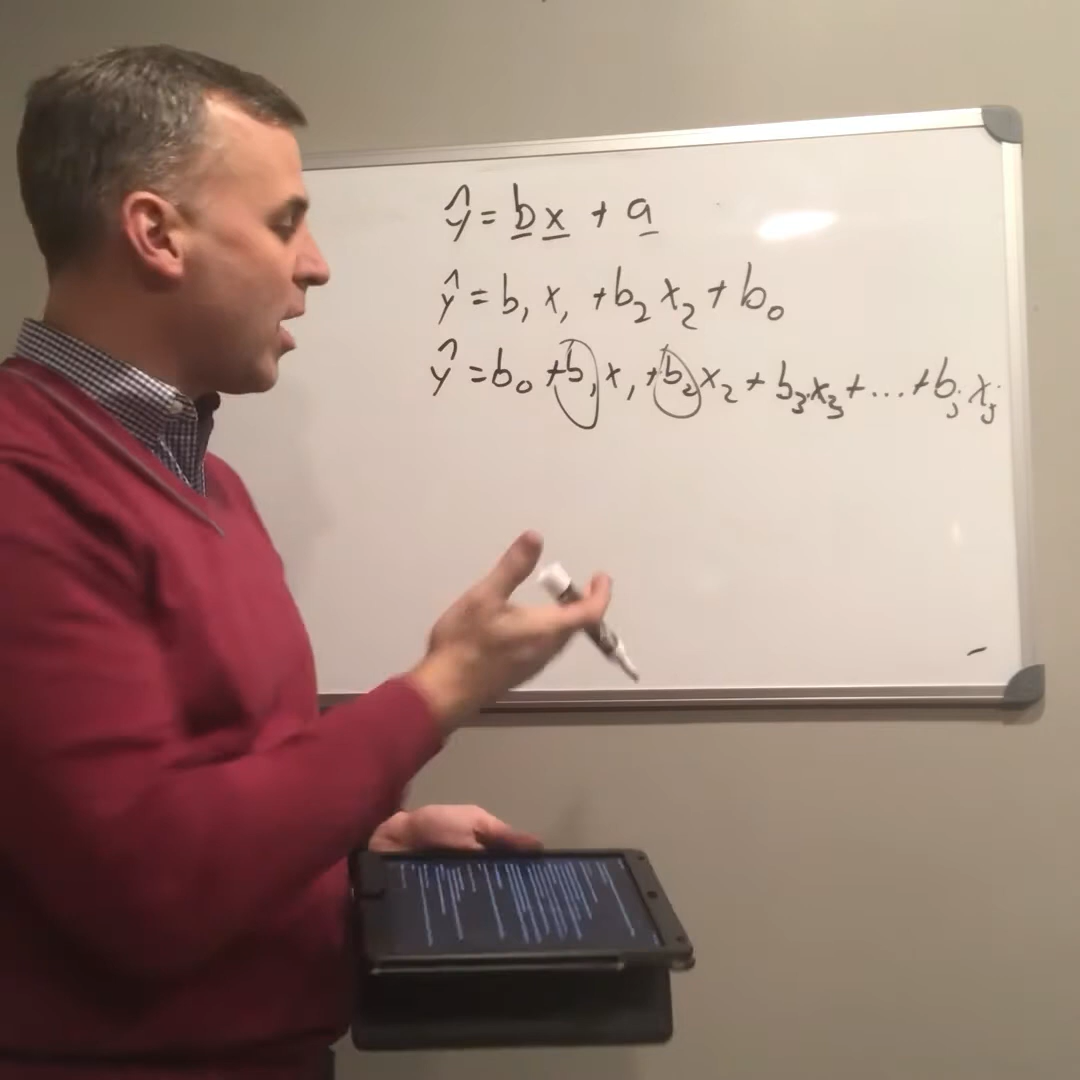 ŷ = bx + a
ŷ = b₁x₁ + b₂x₂ + b₀
ŷ = b₀ + b₁x₁ + b₂x₂ + b₃x₃ + ... + bⱼxⱼ